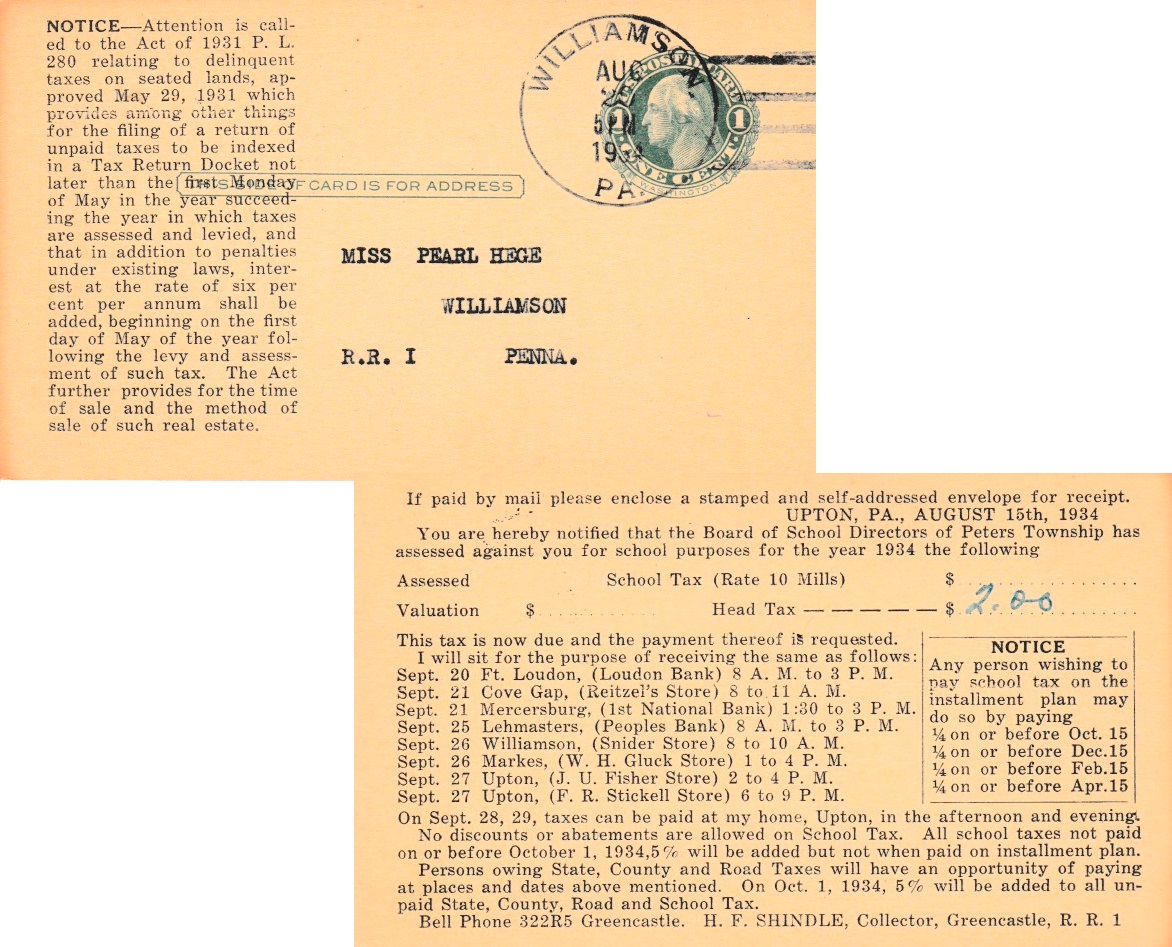 NOTICE—Attention is call-
ed to the Act of 1931 P. L.
280 relating to delinquent
taxes on seated lands, ap-
proved May 29, 1931 which
provides among other things
for the filing of a return of
unpaid taxes to be indexed
in a Tax Return Docket not
later than the first Monday
of May in the year succeed-
ing the year in which taxes
are assessed and levied, and
that in addition to penalties
under existing laws, inter-
est at the rate of six per
cent per annum shall be
added, beginning on the first
day of May of the year fol-
lowing the levy and assess-
ment of such tax. The Act
further provides for the time
of sale and the method of
sale of such real estate.
THIS SIDE OF CARD IS FOR ADDRESS
WILLIAMSON
AUG
5 PM
PA.
1 1
ONE CENT
WASHINGTON
MISS PEARL HEGE
WILLIAMSON
R.R. I PENNA.
If paid by mail please enclose a stamped and self-addressed envelope for receipt.
UPTON, PA., AUGUST 15th, 1934
You are hereby notified that the Board of School Directors of Peters Township has
assessed against you for school purposes for the year 1934 the following
Assessed School Tax (Rate 10 Mills) $
Valuation $ Head Tax — — — — — — $ 2.00
This tax is now due and the payment thereof is requested.
I will sit for the purpose of receiving the same as follows:
Sept. 20 Ft. Loudon, (Loudon Bank) 8 A. M. to 3 P. M.
Sept. 21 Cove Gap, (Reitzel's Store) 8 to 11 A. M.
Sept. 21 Mercersburg, (1st National Bank) 1:30 to 3 P. M.
Sept. 25 Lehmasters, (Peoples Bank) 8 A. M. to 3 P. M.
Sept. 26 Williamson, (Snider Store) 8 to 10 A. M.
Sept. 26 Markes, (W. H. Gluck Store) 1 to 4 P. M.
Sept. 27 Upton, (J. U. Fisher Store) 2 to 4 P. M.
Sept. 27 Upton, (F. R. Stickell Store) 6 to 9 P. M.
NOTICE
Any person wishing to
pay school tax on the
installment plan may
do so by paying
¼ on or before Oct. 15
¼ on or before Dec.15
¼ on or before Feb.15
¼ on or before Apr.15
On Sept. 28, 29, taxes can be paid at my home, Upton, in the afternoon and evening.
No discounts or abatements are allowed on School Tax. All school taxes not paid
on or before October 1, 1934,5% will be added but not when paid on installment plan.
Persons owing State, County and Road Taxes will have an opportunity of paying
at places and dates above mentioned. On Oct. 1, 1934, 5% will be added to all un-
paid State, County, Road and School Tax.
Bell Phone 322R5 Greencastle. H. F. SHINDLE, Collector, Greencastle, R. R. 1